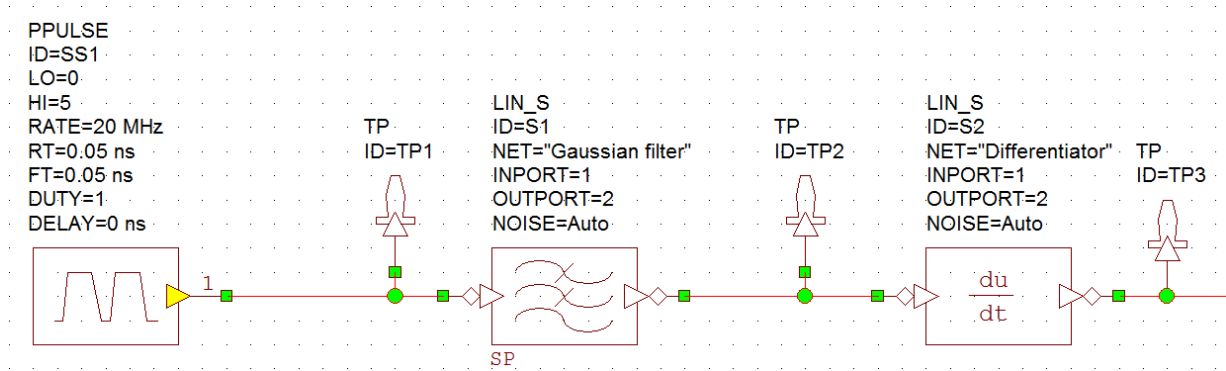 PPULSE
ID=SS1
LO=0
HI=5
RATE=20 MHz
RT=0.05 ns
FT=0.05 ns
DUTY=1
DELAY=0 ns
1
TP
ID=TP1
LIN_S
ID=S1
NET="Gaussian filter"
INPORT=1
OUTPORT=2
NOISE=Auto
SP
TP
ID=TP2
LIN_S
ID=S2
NET="Differentiator"
INPORT=1
OUTPORT=2
NOISE=Auto
du
dt
TP
ID=TP3